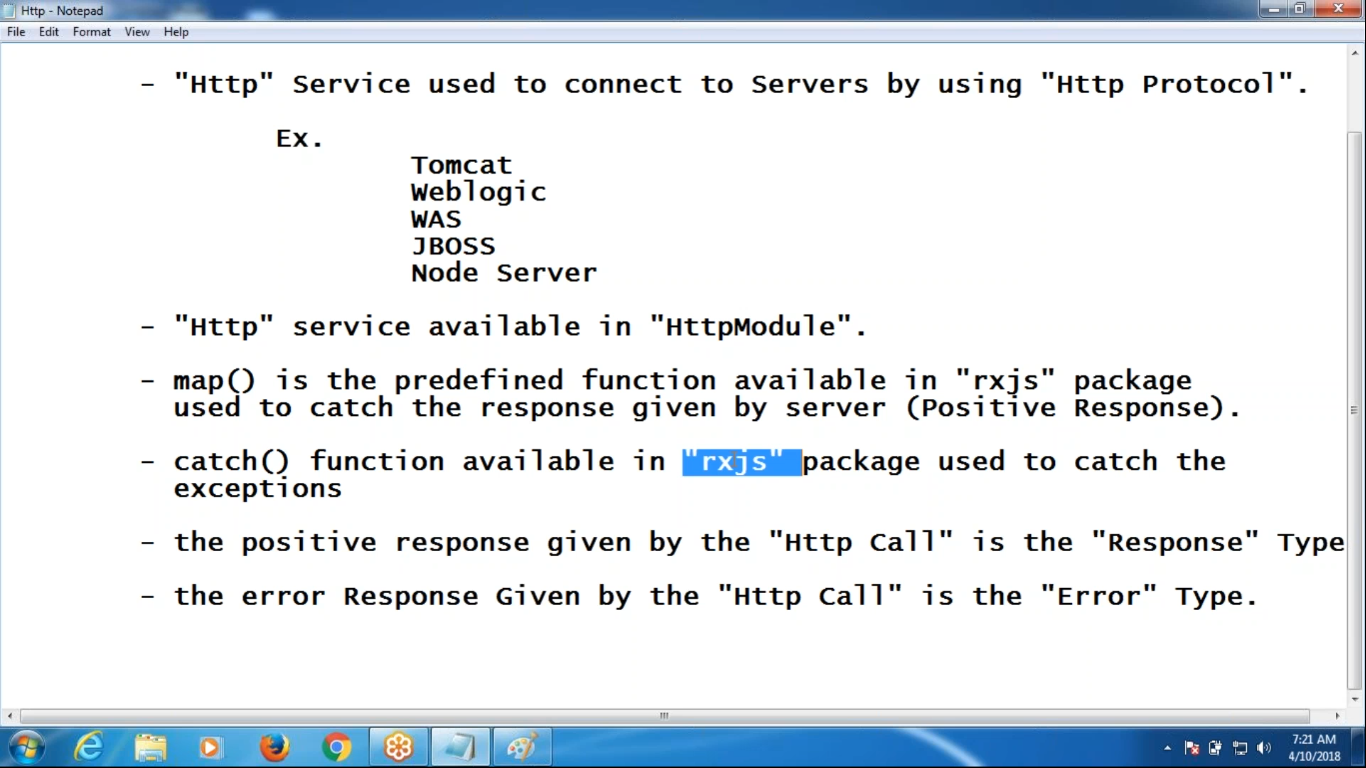 Http - Notepad
File Edit Format View Help
- "Http" Service used to connect to Servers by using "Http Protocol".
Ex.
Tomcat
Weblogic
WAS
JBOSS
Node Server
- "Http" service available in "HttpModule".
- map() is the predefined function available in "rxjs" package
used to catch the response given by server (Positive Response).
- catch() function available in "rxjs" package used to catch the
exceptions
- the positive response given by the "Http Call" is the "Response" Type
- the error Response Given by the "Http Call" is the "Error" Type.
7:21 AM
4/10/2018